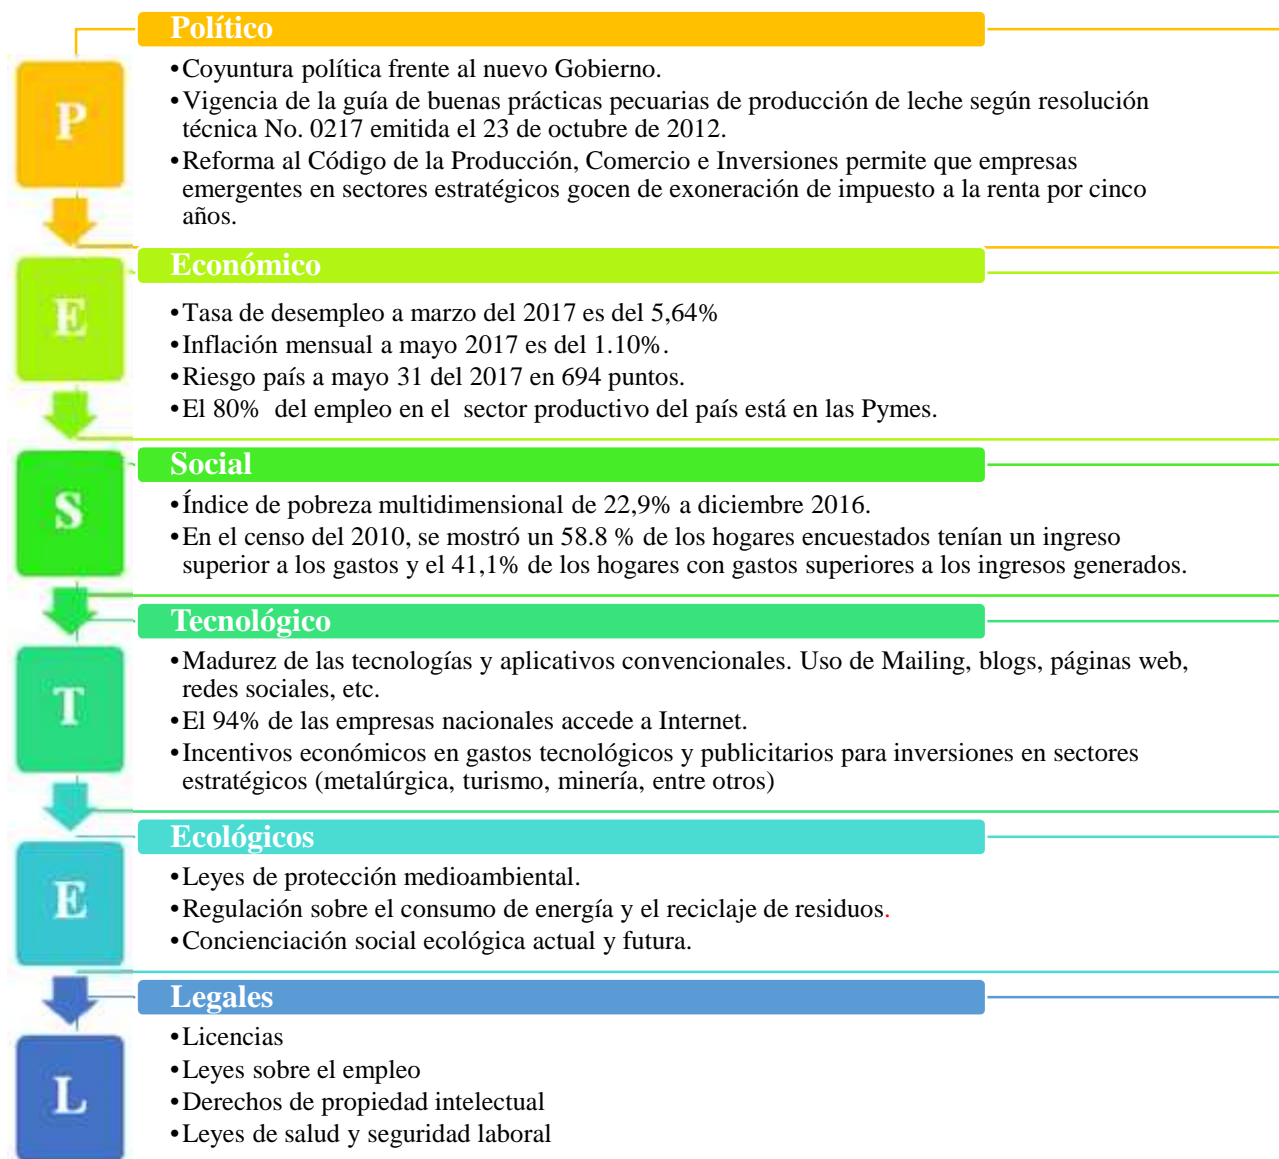 Político
P
•Coyuntura política frente al nuevo Gobierno.
•Vigencia de la guía de buenas prácticas pecuarias de producción de leche según resolución
técnica No. 0217 emitida el 23 de octubre de 2012.
•Reforma al Código de la Producción, Comercio e Inversiones permite que empresas
emergentes en sectores estratégicos gocen de exoneración de impuesto a la renta por cinco
años.
Económico
E
•Tasa de desempleo a marzo del 2017 es del 5,64%
•Inflación mensual a mayo 2017 es del 1.10%.
•Riesgo país a mayo 31 del 2017 en 694 puntos.
•El 80% del empleo en el sector productivo del país está en las Pymes.
Social
S
•Índice de pobreza multidimensional de 22,9% a diciembre 2016.
•En el censo del 2010, se mostró un 58.8 % de los hogares encuestados tenían un ingreso
superior a los gastos y el 41,1% de los hogares con gastos superiores a los ingresos generados.
Tecnológico
T
•Madurez de las tecnologías y aplicativos convencionales. Uso de Mailing, blogs, páginas web,
redes sociales, etc.
•El 94% de las empresas nacionales accede a Internet.
•Incentivos económicos en gastos tecnológicos y publicitarios para inversiones en sectores
estratégicos (metalúrgica, turismo, minería, entre otros)
Ecológicos
E
•Leyes de protección medioambiental.
•Regulación sobre el consumo de energía y el reciclaje de residuos.
•Concienciación social ecológica actual y futura.
Legales
L
•Licencias
•Leyes sobre el empleo
•Derechos de propiedad intelectual
•Leyes de salud y seguridad laboral